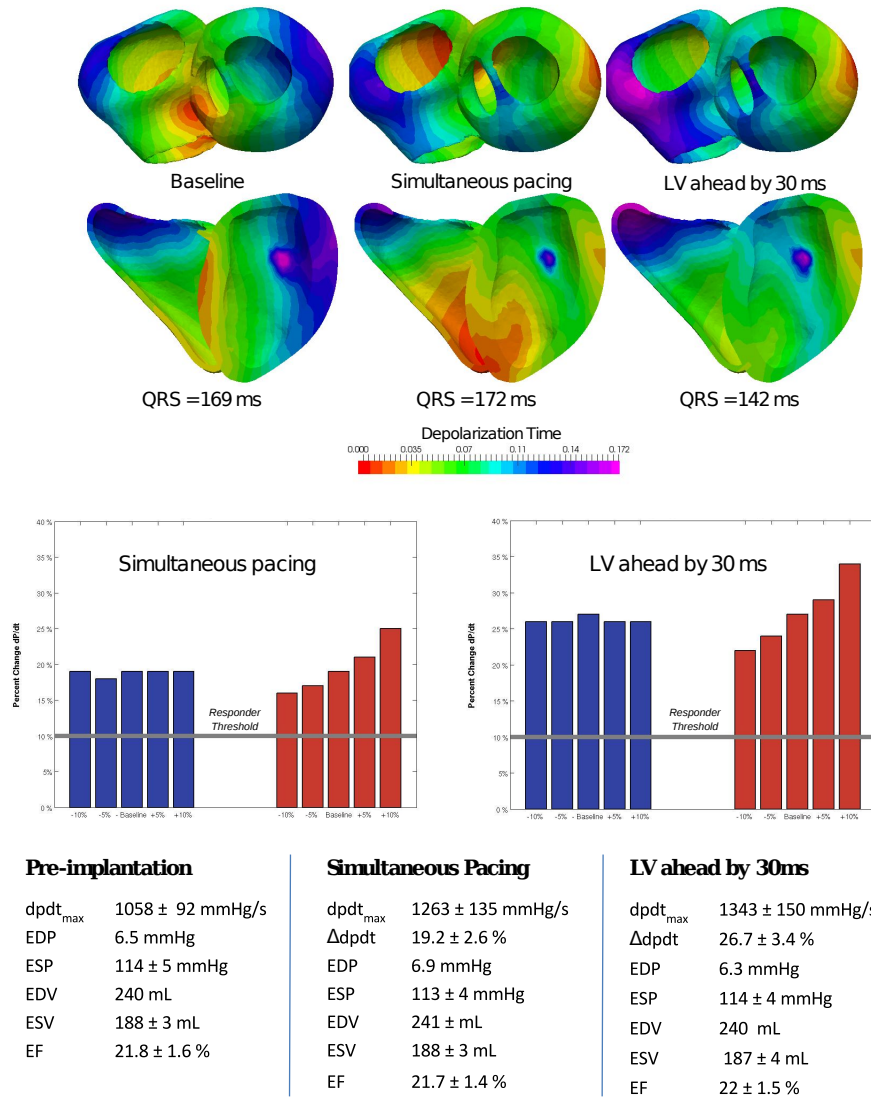 Baseline
Simultaneous pacing
LV ahead by 30 ms
QRS = 169 ms
QRS = 172 ms
QRS = 142 ms
Depolarization Time
0.000 0.035 0.07 0.11 0.14 0.172
Simultaneous pacing
Percent Change dP/dt
40 %
35%
30%
25%
20%
15%
10%
5%
0 %
Responder
Threshold
-10% -5% - Baseline +5% +10%
-10% -5% Baseline +5% +10%
LV ahead by 30 ms
Percent Change dP/dt
40%
35%
30%
25%
20%
15%
10%
5%
0%
Responder
Threshold
-10% -5% - Baseline +5% +10%
-10% -5% Baseline +5% +10%
Pre-implantation
dpdt max 1058 ± 92 mmHg/s
EDP 6.5 mmHg
ESP 114 ± 5 mmHg
EDV 240 mL
ESV 188 ± 3 mL
EF 21.8 ± 1.6 %
Simultaneous Pacing
dpdt max 1263 ± 135 mmHg/s
Δdpdt 19.2 ± 2.6 %
EDP 6.9 mmHg
ESP 113 ± 4 mmHg
EDV 241 ± mL
ESV 188 ± 3 mL
EF 21.7 ± 1.4 %
LV ahead by 30ms
dpdt max 1343 ± 150 mmHg/s
Δdpdt 26.7 ± 3.4 %
EDP 6.3 mmHg
ESP 114 ± 4 mmHg
EDV 240 mL
ESV 187 ± 4 mL
EF 22 ± 1.5 %